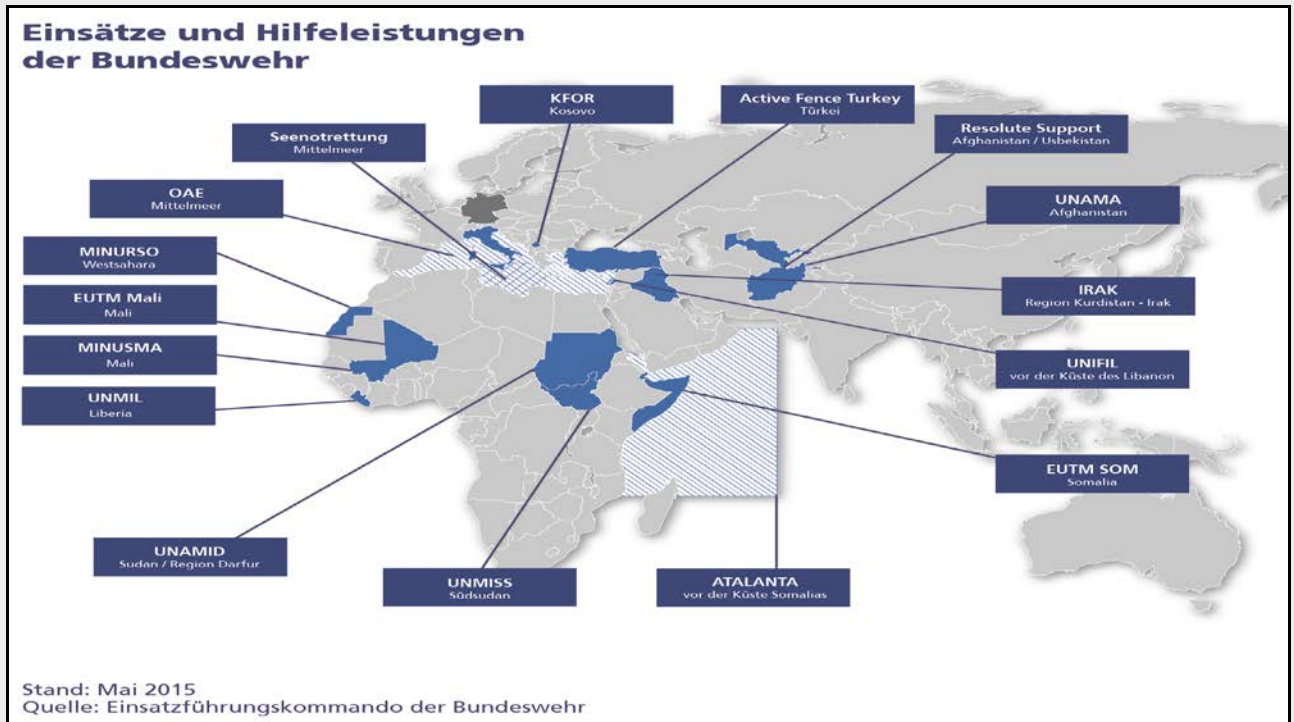 Einsätze und Hilfeleistungen
der Bundeswehr
KFOR
Kosovo
Active Fence Turkey
Türkei
Seenotrettung
Mittelmeer
Resolute Support
Afghanistan / Usbekistan
OAE
Mittelmeer
UNAMA
Afghanistan
MINURSO
Westsahara
IRAK
Region Kurdistan - Irak
EUTM Mali
Mali
MINUSMA
Mali
UNIFIL
vor der Küste des Libanon
UNMIL
Liberia
EUTM SOM
Somalia
UNAMID
Sudan / Region Darfur
UNMISS
Südsudan
ATALANTA
vor der Küste Somalias
Stand: Mai 2015
Quelle: Einsatzführungskommando der Bundeswehr